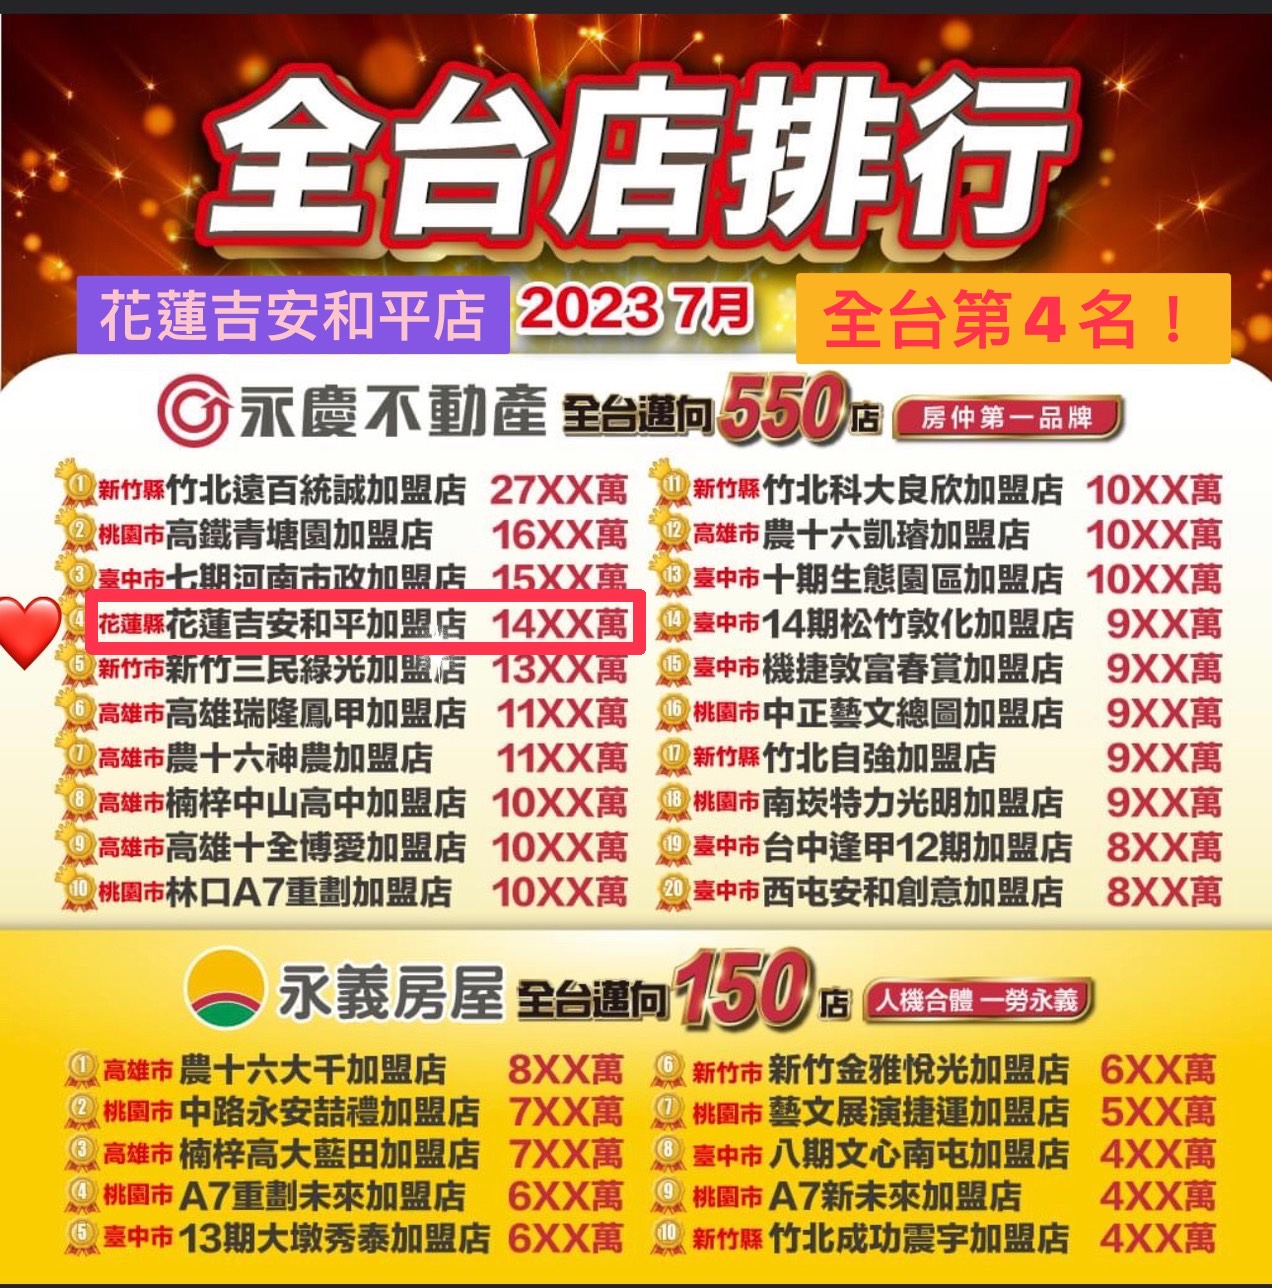 全台店排行
花蓮吉安和平店 2023 7月 全台第4名！
永慶不動產 全台邁向550店 房仲第一品牌
1 新竹縣 竹北遠百統誠加盟店 27XX萬
2 桃園市 高鐵青塘園加盟店 16XX萬
3 臺中市 七期河南市政加盟店 15XX萬
4 花蓮縣 花蓮吉安和平加盟店 14XX萬
5 新竹市 新竹三民綠光加盟店 13XX萬
6 高雄市 高雄瑞隆鳳甲加盟店 11XX萬
7 高雄市 農十六神農加盟店 11XX萬
8 高雄市 楠梓中山高中加盟店 10XX萬
9 高雄市 高雄十全博愛加盟店 10XX萬
10 桃園市 林口A7重劃加盟店 10XX萬
11 新竹縣 竹北科大良欣加盟店 10XX萬
12 高雄市 農十六凱璿加盟店 10XX萬
13 臺中市 十期生態園區加盟店 10XX萬
14 臺中市 14期松竹敦化加盟店 9XX萬
15 臺中市 機捷敦富春賞加盟店 9XX萬
16 桃園市 中正藝文總圖加盟店 9XX萬
17 新竹縣 竹北自強加盟店 9XX萬
18 桃園市 南崁特力光明加盟店 9XX萬
19 臺中市 台中逢甲12期加盟店 8XX萬
20 臺中市 西屯安和創意加盟店 8XX萬
永義房屋 全台邁向150店 人機合體 一勞永義
1 高雄市 農十六大千加盟店 8XX萬
2 桃園市 中路永安喆禮加盟店 7XX萬
3 高雄市 楠梓高大藍田加盟店 7XX萬
4 桃園市 A7重劃未來加盟店 6XX萬
5 臺中市 13期大墩秀泰加盟店 6XX萬
6 新竹市 新竹金雅悅光加盟店 6XX萬
7 桃園市 藝文展演捷運加盟店 5XX萬
8 臺中市 八期文心南屯加盟店 4XX萬
9 桃園市 A7新未來加盟店 4XX萬
10 新竹縣 竹北成功震宇加盟店 4XX萬